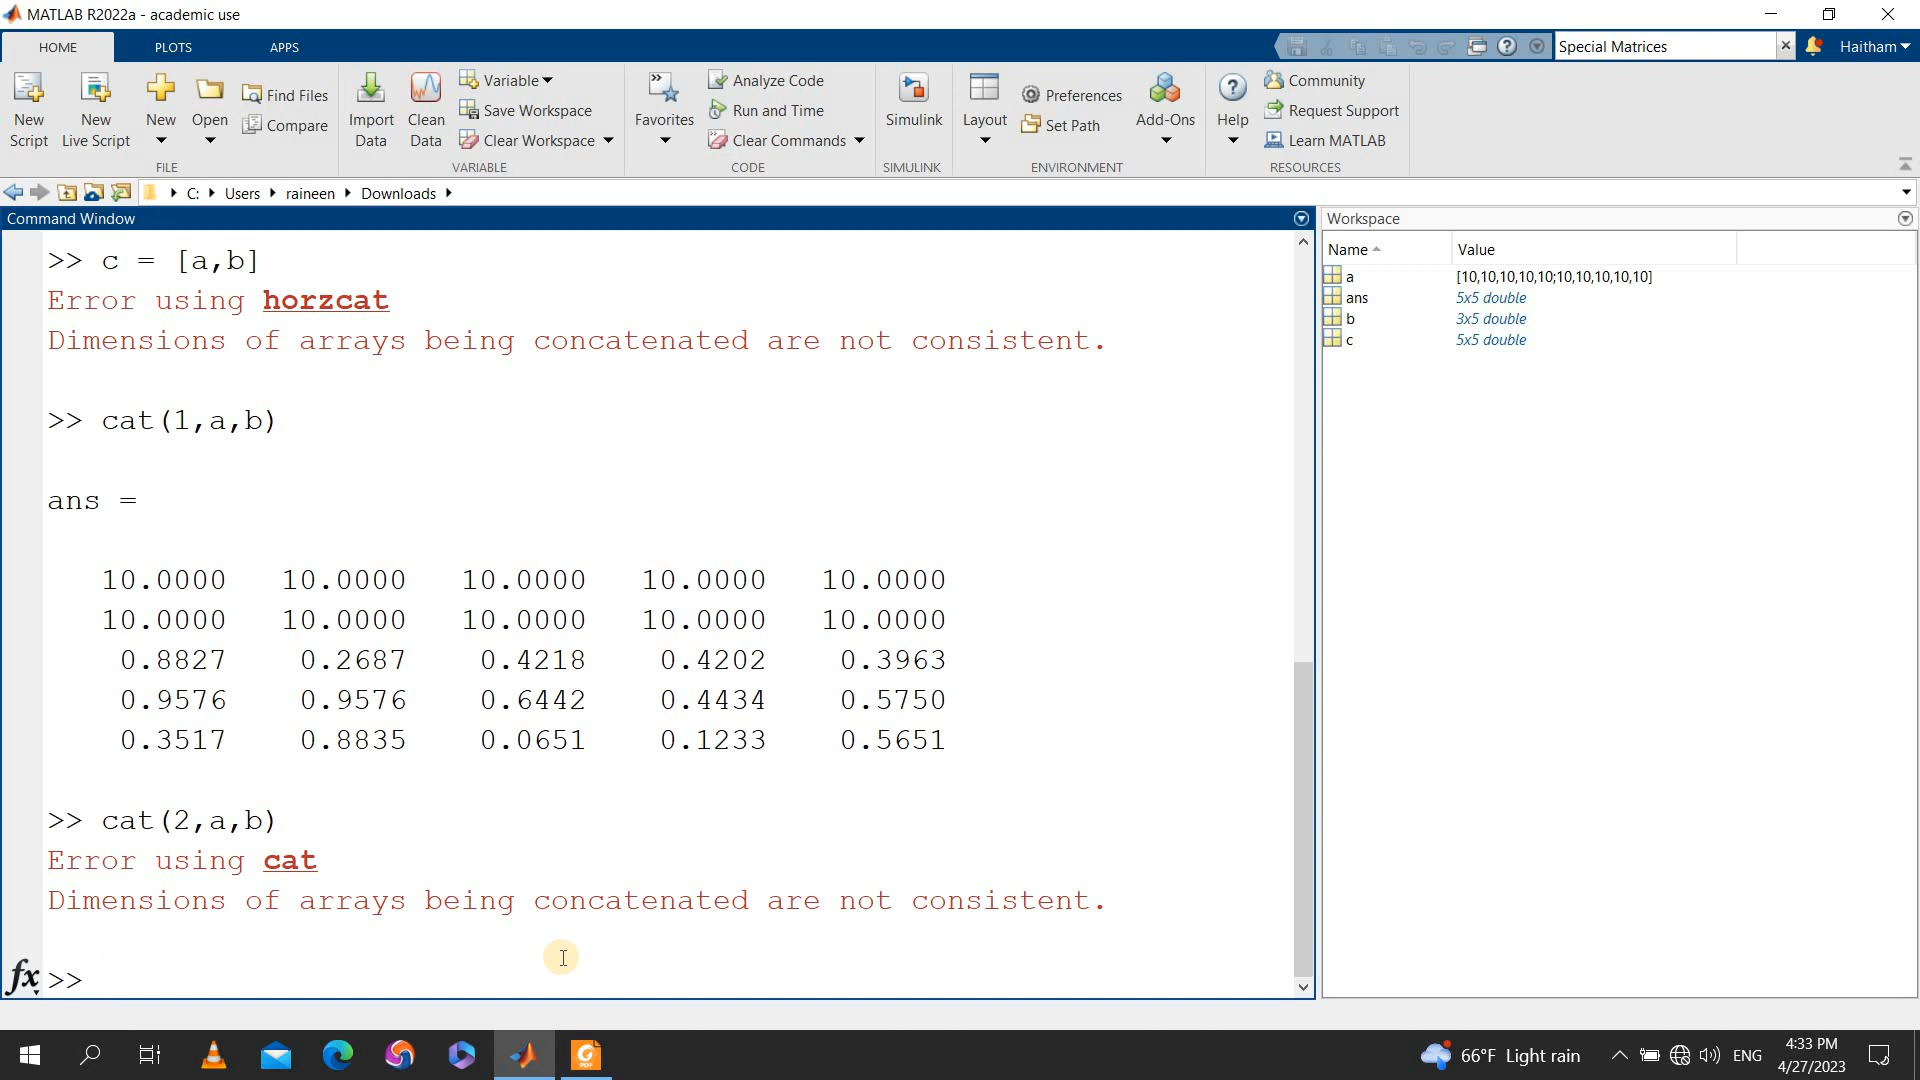 MATLAB R2022a - academic use
HOME PLOTS APPS
Special Matrices
Haitham
New Script
New Live Script
New
Open
Find Files
Compare
FILE
Import Data
Clean Data
Variable
Save Workspace
Clear Workspace
VARIABLE
Favorites
Analyze Code
Run and Time
Clear Commands
CODE
Simulink
SIMULINK
Layout
Preferences
Set Path
Add-Ons
ENVIRONMENT
Help
Community
Request Support
Learn MATLAB
RESOURCES
C: Users raineen Downloads
Command Window
>> c = [a,b]
Error using horzcat
Dimensions of arrays being concatenated are not consistent.
>> cat(1,a,b)
ans =
10.0000 10.0000 10.0000 10.0000 10.0000
10.0000 10.0000 10.0000 10.0000 10.0000
0.8827 0.2687 0.4218 0.4202 0.3963
0.9576 0.9576 0.6442 0.4434 0.5750
0.3517 0.8835 0.0651 0.1233 0.5651
>> cat(2,a,b)
Error using cat
Dimensions of arrays being concatenated are not consistent.
fx >>
Workspace
Name Value
a [10,10,10,10,10;10,10,10,10,10]
ans 5x5 double
b 3x5 double
c 5x5 double
PDF
66°F Light rain
ENG
4:33 PM
4/27/2023